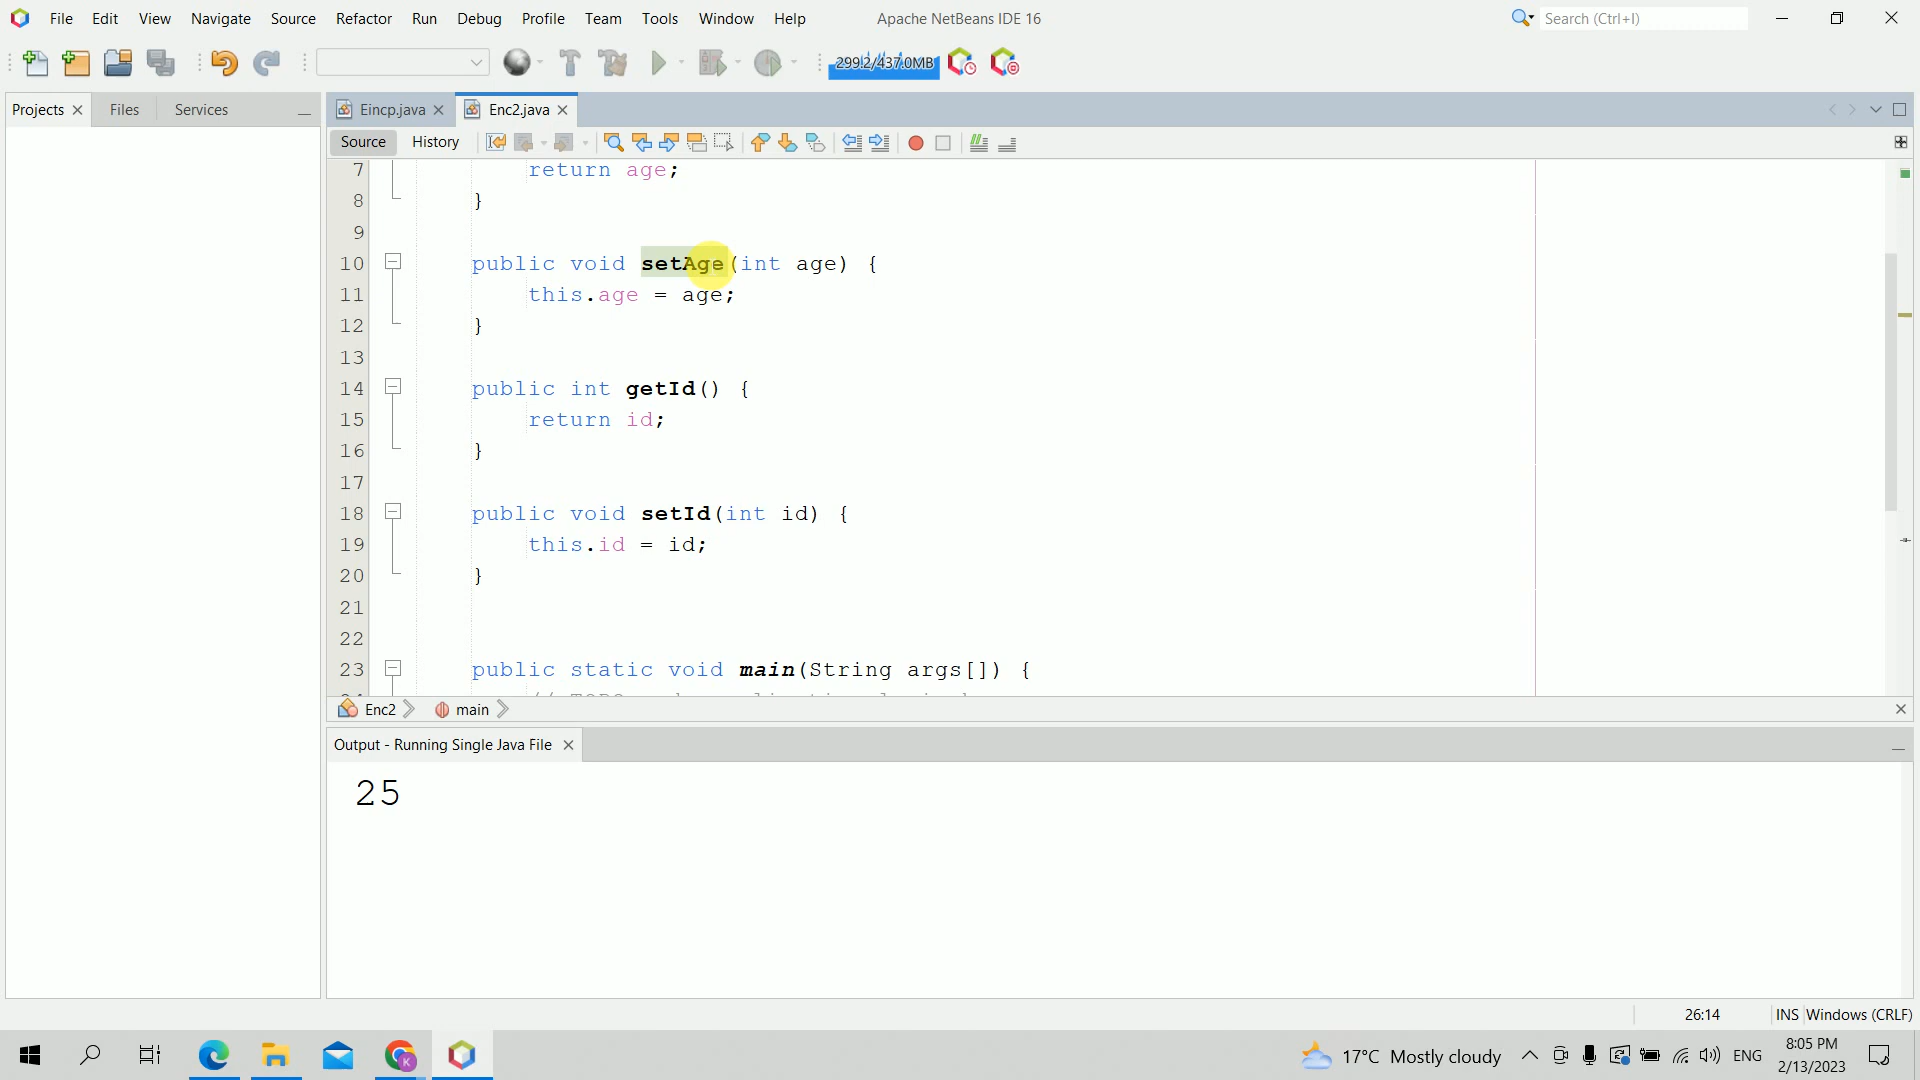 File Edit View Navigate Source Refactor Run Debug Profile Team Tools Window Help Apache NetBeans IDE 16 Search (Ctrl+I)
299.2/437.0MB
Projects Files Services Eincp.java Enc2.java
Source History
7 return age;
8 }
9
10 public void setAge(int age) {
11 this.age = age;
12 }
13
14 public int getId() {
15 return id;
16 }
17
18 public void setId(int id) {
19 this.id = id;
20 }
21
22
23 public static void main(String args[]) {
Enc2 main
Output - Running Single Java File
25
26:14 INS Windows (CRLF)
17°C Mostly cloudy ENG 8:05 PM
2/13/2023